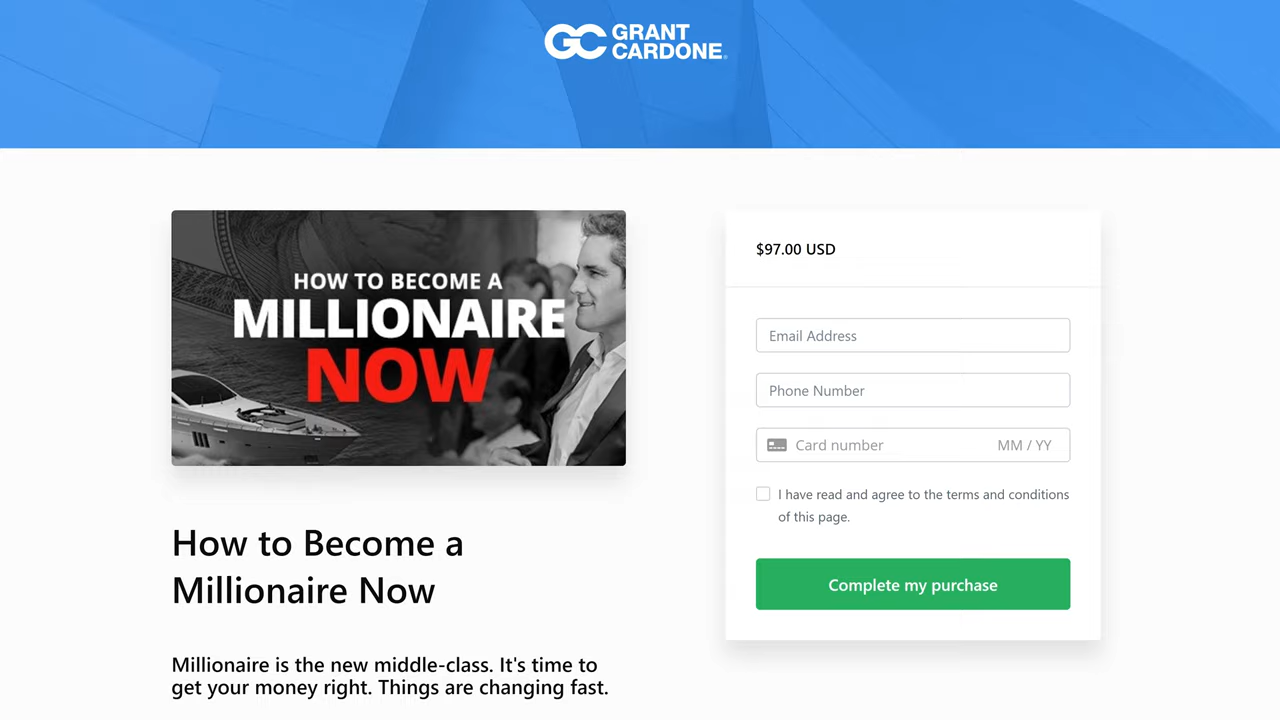 GC GRANT
CARDONE
HOW TO BECOME A
MILLIONAIRE
NOW
How to Become a
Millionaire Now
Millionaire is the new middle-class. It's time to
get your money right. Things are changing fast.
$97.00 USD
Email Address
Phone Number
Card number MM / YY
I have read and agree to the terms and conditions
of this page.
Complete my purchase